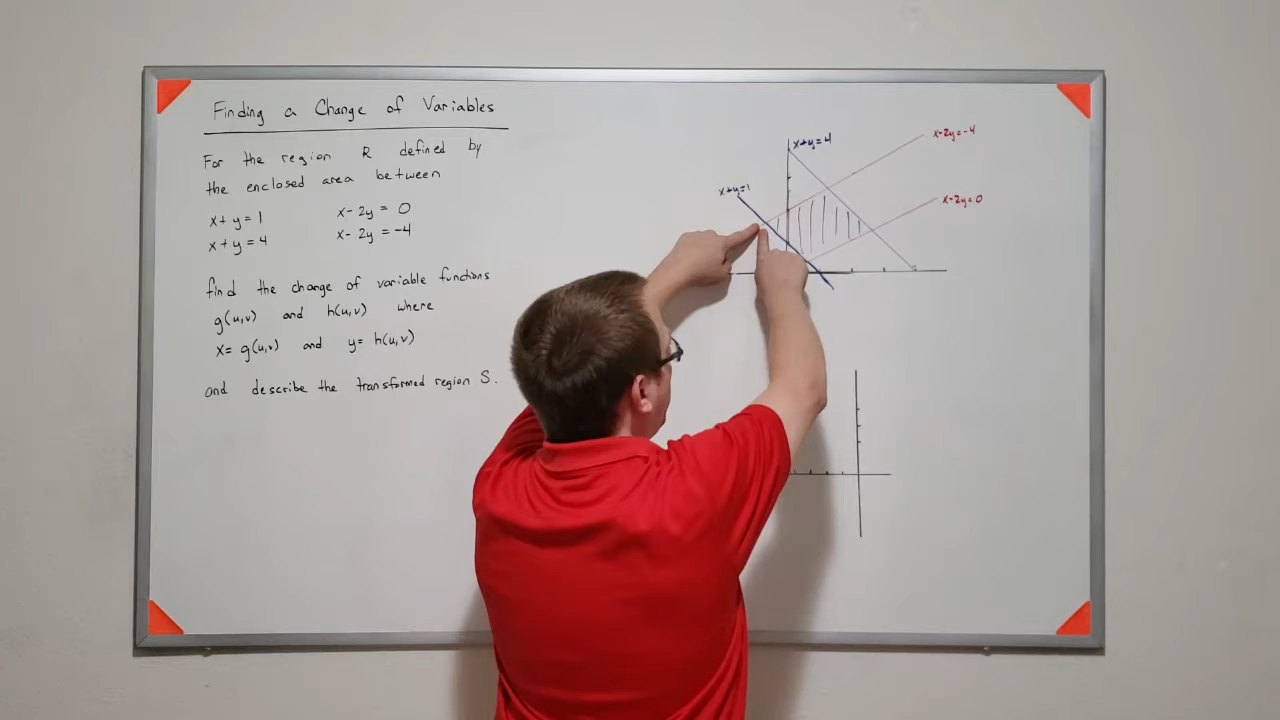 Finding a Change of Variables
For the region R defined by
the enclosed area between
x+y=1 x-2y=0
x+y=4 x-2y=-4
find the change of variable functions
g(u,v) and h(u,v) where
x=g(u,v) and y=h(u,v)
and describe the transformed region S.
x+y=4
x-2y=-4
x+y=1
x-2y=0